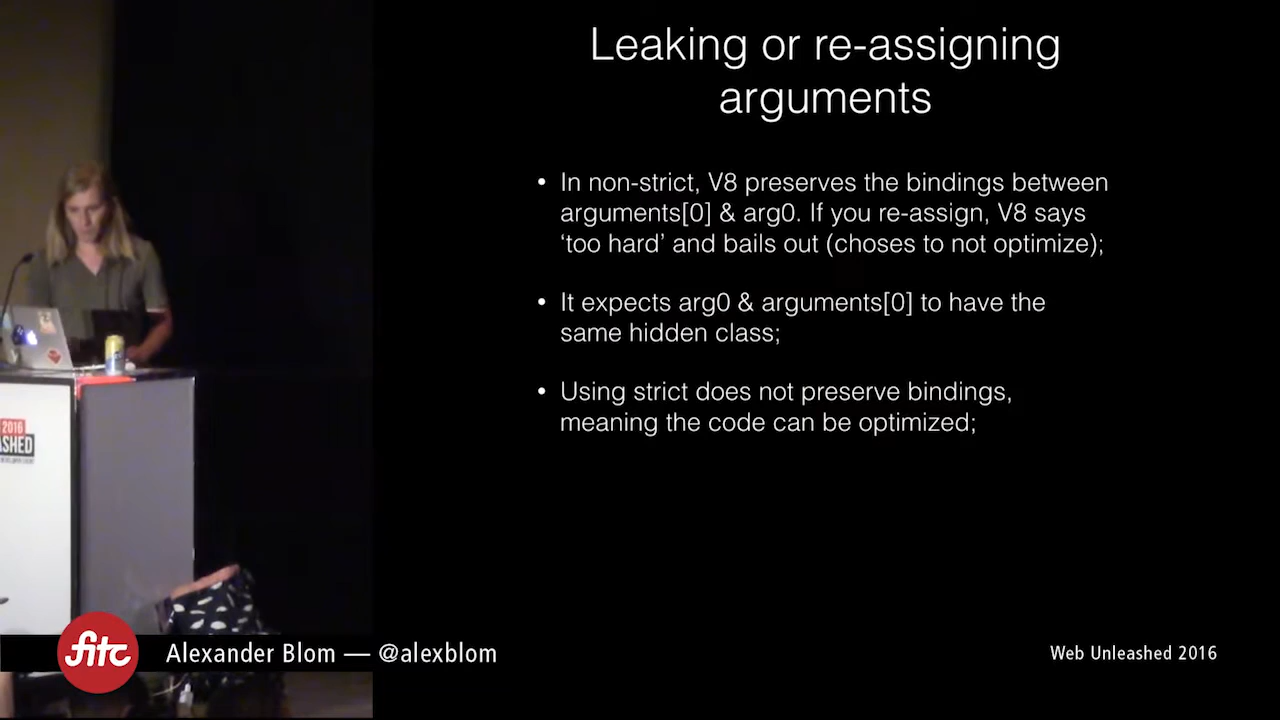 Leaking or re-assigning
arguments
• In non-strict, V8 preserves the bindings between
arguments[0] & arg0. If you re-assign, V8 says
‘too hard’ and bails out (choses to not optimize);
• It expects arg0 & arguments[0] to have the
same hidden class;
• Using strict does not preserve bindings,
meaning the code can be optimized;
2016
ASHED
fitc
Alexander Blom — @alexblom
Web Unleashed 2016